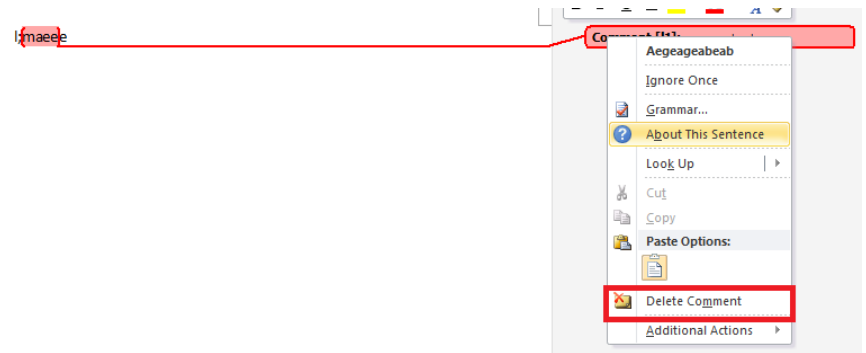 l;maeee
Comment [l1]:
Aegeageabeab
Ignore Once
Grammar...
About This Sentence
Look Up
Cut
Copy
Paste Options:
Delete Comment
Additional Actions